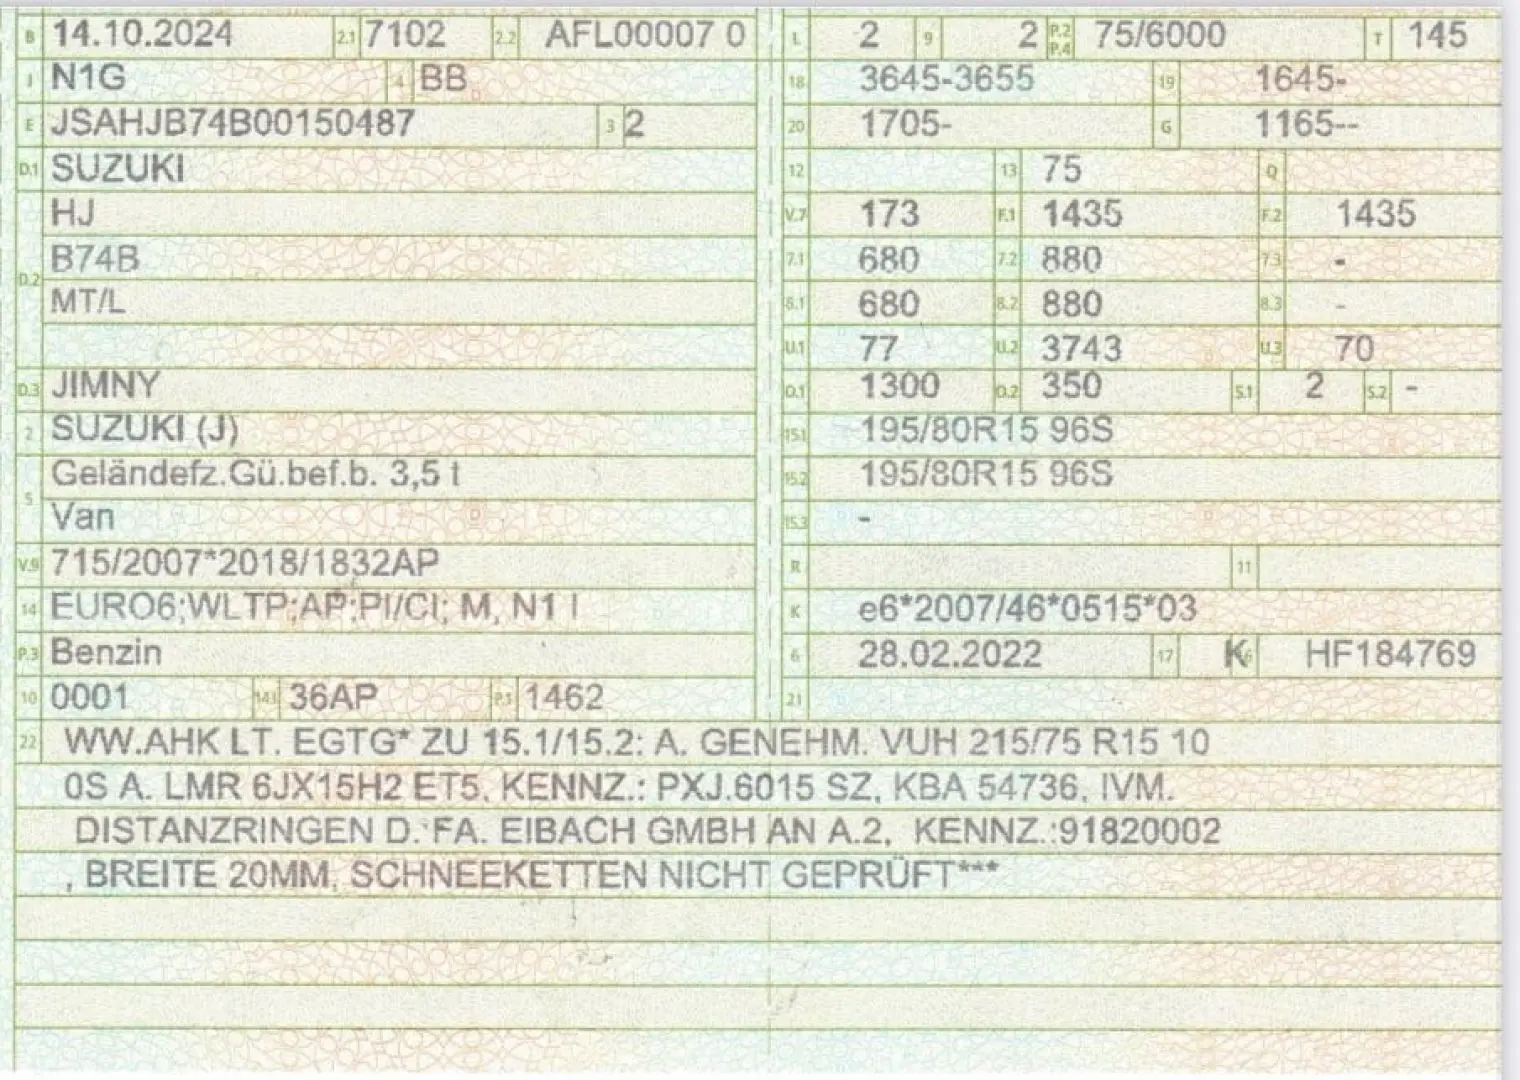 B 14.10.2024 2.1 7102 2.2 AFL00007 0
J N1G 4 BB
E JSAHJB74B00150487 3 2
D.1 SUZUKI
HJ
D.2 B74B
MT/L
D.3 JIMNY
2 SUZUKI (J)
5 Geländefz.Gü.bef.b. 3,5 t
Van
V.9 715/2007*2018/1832AP
14 EURO6;WLTP;AP;PI/CI; M, N1 I
P.3 Benzin
10 0001 14.1 36AP P.1 1462
L 2 9 2 P.2 P.4 75/6000 T 145
18 3645-3655 19 1645-
20 1705- G 1165--
12 13 75 Q
V.7 173 F.1 1435 F.2 1435
7.1 680 7.2 880 7.3 -
8.1 680 8.2 880 8.3 -
U.1 77 U.2 3743 U.3 70
O.1 1300 O.2 350 S.1 2 S.2 -
15.1 195/80R15 96S
15.2 195/80R15 96S
15.3 -
R 11
K e6*2007/46*0515*03
6 28.02.2022 17 K 16 HF184769
21
22 WW.AHK LT. EGTG* ZU 15.1/15.2: A. GENEHM. VUH 215/75 R15 10
0S A. LMR 6JX15H2 ET5, KENNZ.: PXJ.6015 SZ, KBA 54736, IVM.
DISTANZRINGEN D. FA. EIBACH GMBH AN A.2, KENNZ.:91820002
, BREITE 20MM, SCHNEEKETTEN NICHT GEPRÜFT***